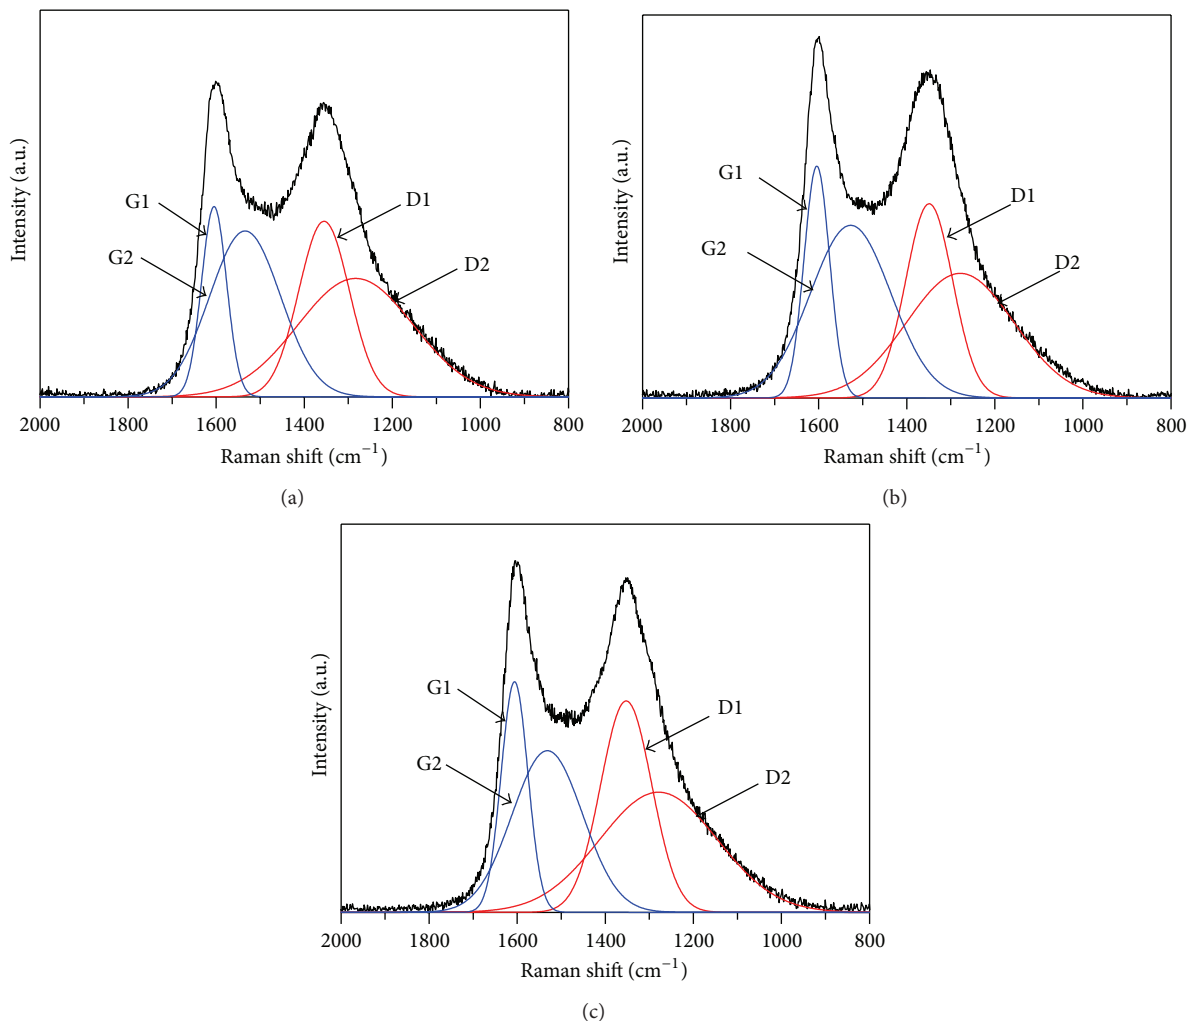 Intensity (a.u.)
G1
G2
D1
D2
2000 1800 1600 1400 1200 1000 800
Raman shift (cm−1)
(a)
Intensity (a.u.)
G1
G2
D1
D2
2000 1800 1600 1400 1200 1000 800
Raman shift (cm−1)
(b)
Intensity (a.u.)
G1
G2
D1
D2
2000 1800 1600 1400 1200 1000 800
Raman shift (cm−1)
(c)